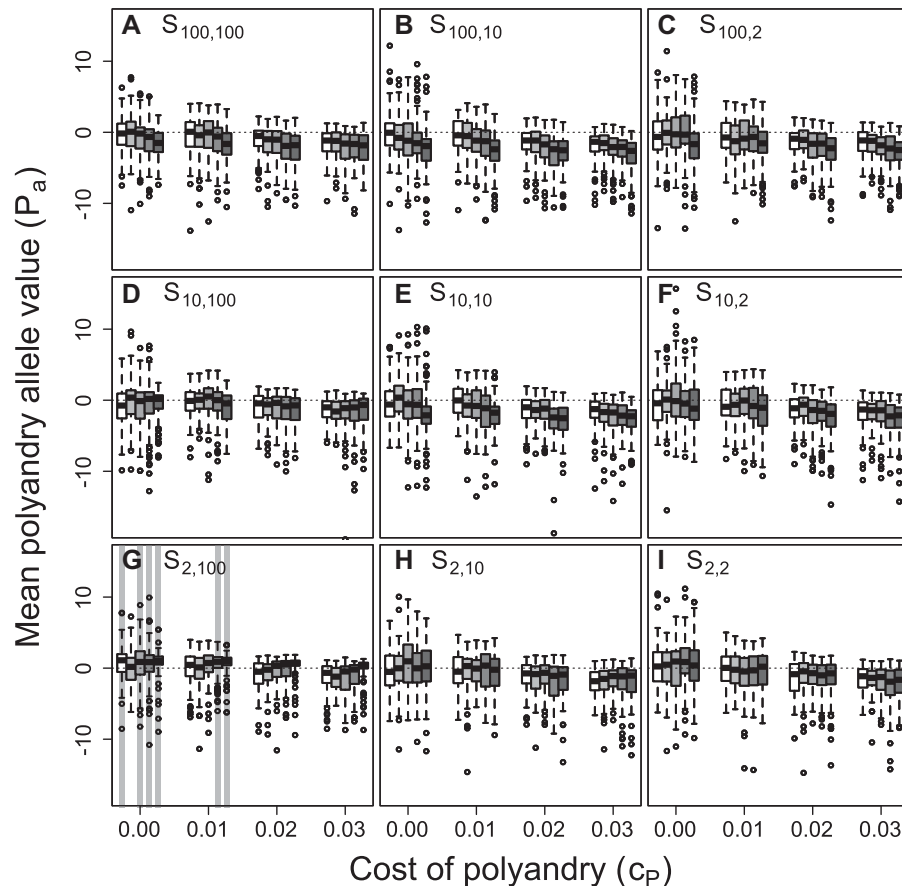 A S100,100
B S100,10
C S100,2
D S10,100
E S10,10
F S10,2
G S2,100
H S2,10
I S2,2
10
0
-10
10
0
-10
10
0
-10
0.00 0.01 0.02 0.03
0.00 0.01 0.02 0.03
0.00 0.01 0.02 0.03
Mean polyandry allele value (Pa)
Cost of polyandry (cP)